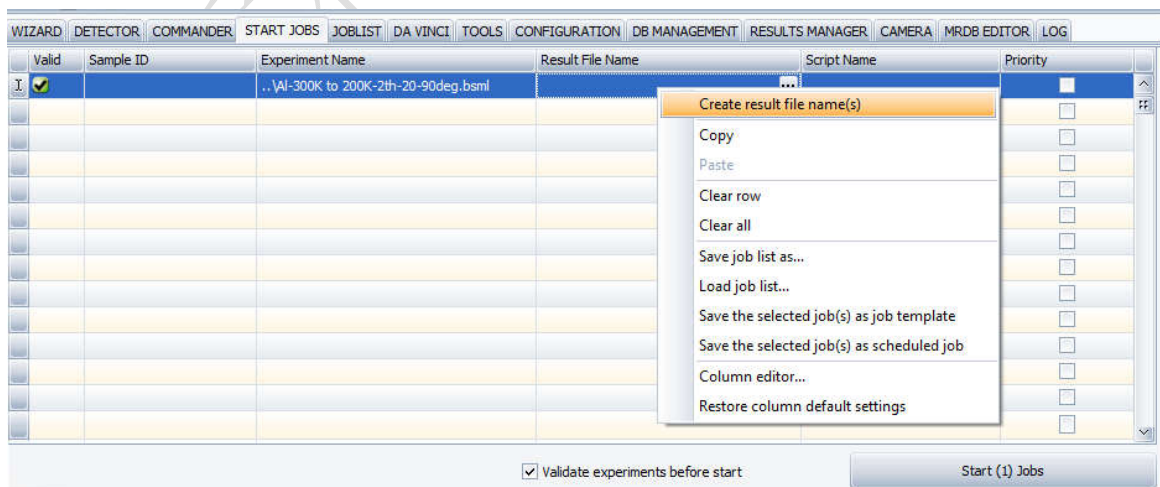 WIZARD DETECTOR COMMANDER START JOBS JOBLIST DA VINCI TOOLS CONFIGURATION DB MANAGEMENT RESULTS MANAGER CAMERA MRDB EDITOR LOG
Valid Sample ID Experiment Name Result File Name Script Name Priority
..\Al-300K to 200K-2th-20-90deg.bsml ...
Create result file name(s)
Copy
Paste
Clear row
Clear all
Save job list as...
Load job list...
Save the selected job(s) as job template
Save the selected job(s) as scheduled job
Column editor...
Restore column default settings
Validate experiments before start Start (1) Jobs